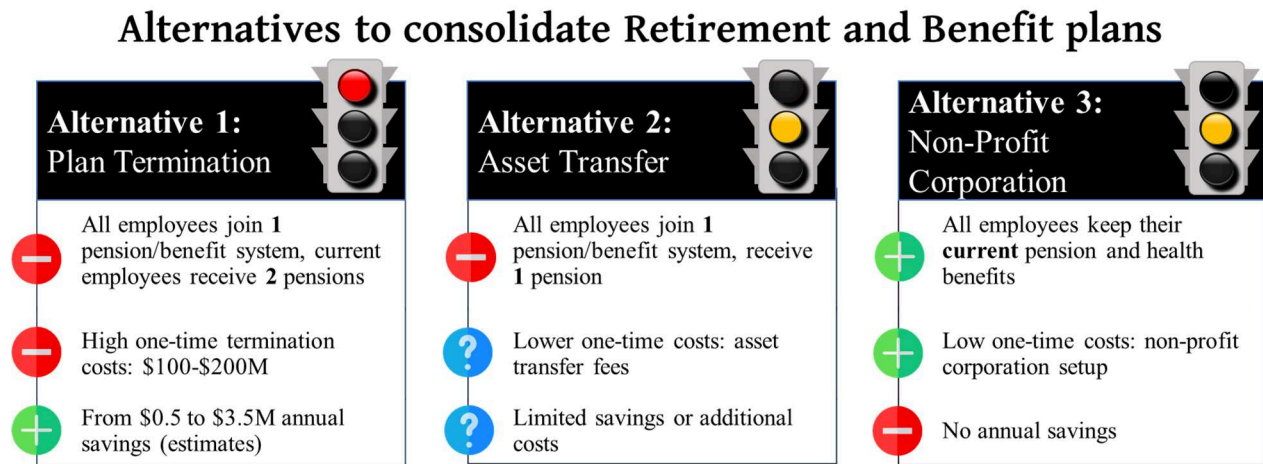 Alternatives to consolidate Retirement and Benefit plans
Alternative 1:
Plan Termination
All employees join 1
pension/benefit system, current
employees receive 2 pensions
High one-time termination
costs: $100-$200M
From $0.5 to $3.5M annual
savings (estimates)
Alternative 2:
Asset Transfer
All employees join 1
pension/benefit system, receive
1 pension
?
Lower one-time costs: asset
transfer fees
?
Limited savings or additional
costs
Alternative 3:
Non-Profit
Corporation
All employees keep their
current pension and health
benefits
Low one-time costs: non-profit
corporation setup
No annual savings